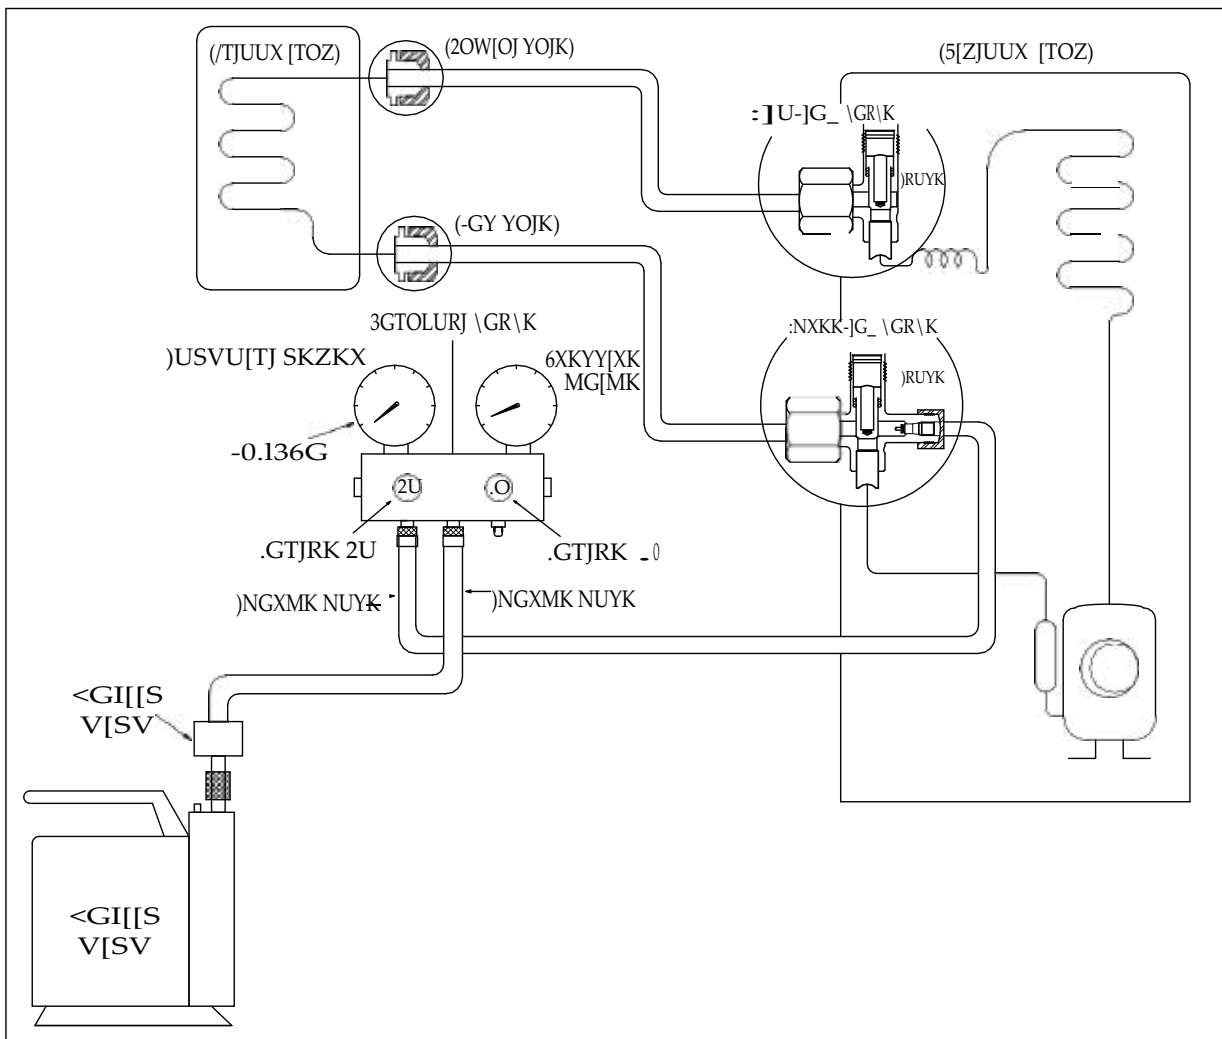 (/TJUUX [TOZ)
(2OW[OJ YOJK)
(5[ZJUUX [TOZ)
:]U-]G_ \GR\K
)RUYK
(-GY YOJK)
3GTOLURJ \GR\K
:NXKK-]G_ \GR\K
)USVU[TJ SKZKX
6XKYY[XK
MG[MK
)RUYK
-0.136G
2U
.O
.GTJRK 2U
.GTJRK
)NGXMK NUYK
)NGXMK NUYK
<GI[[S
V[SV
<GI[[S
V[SV